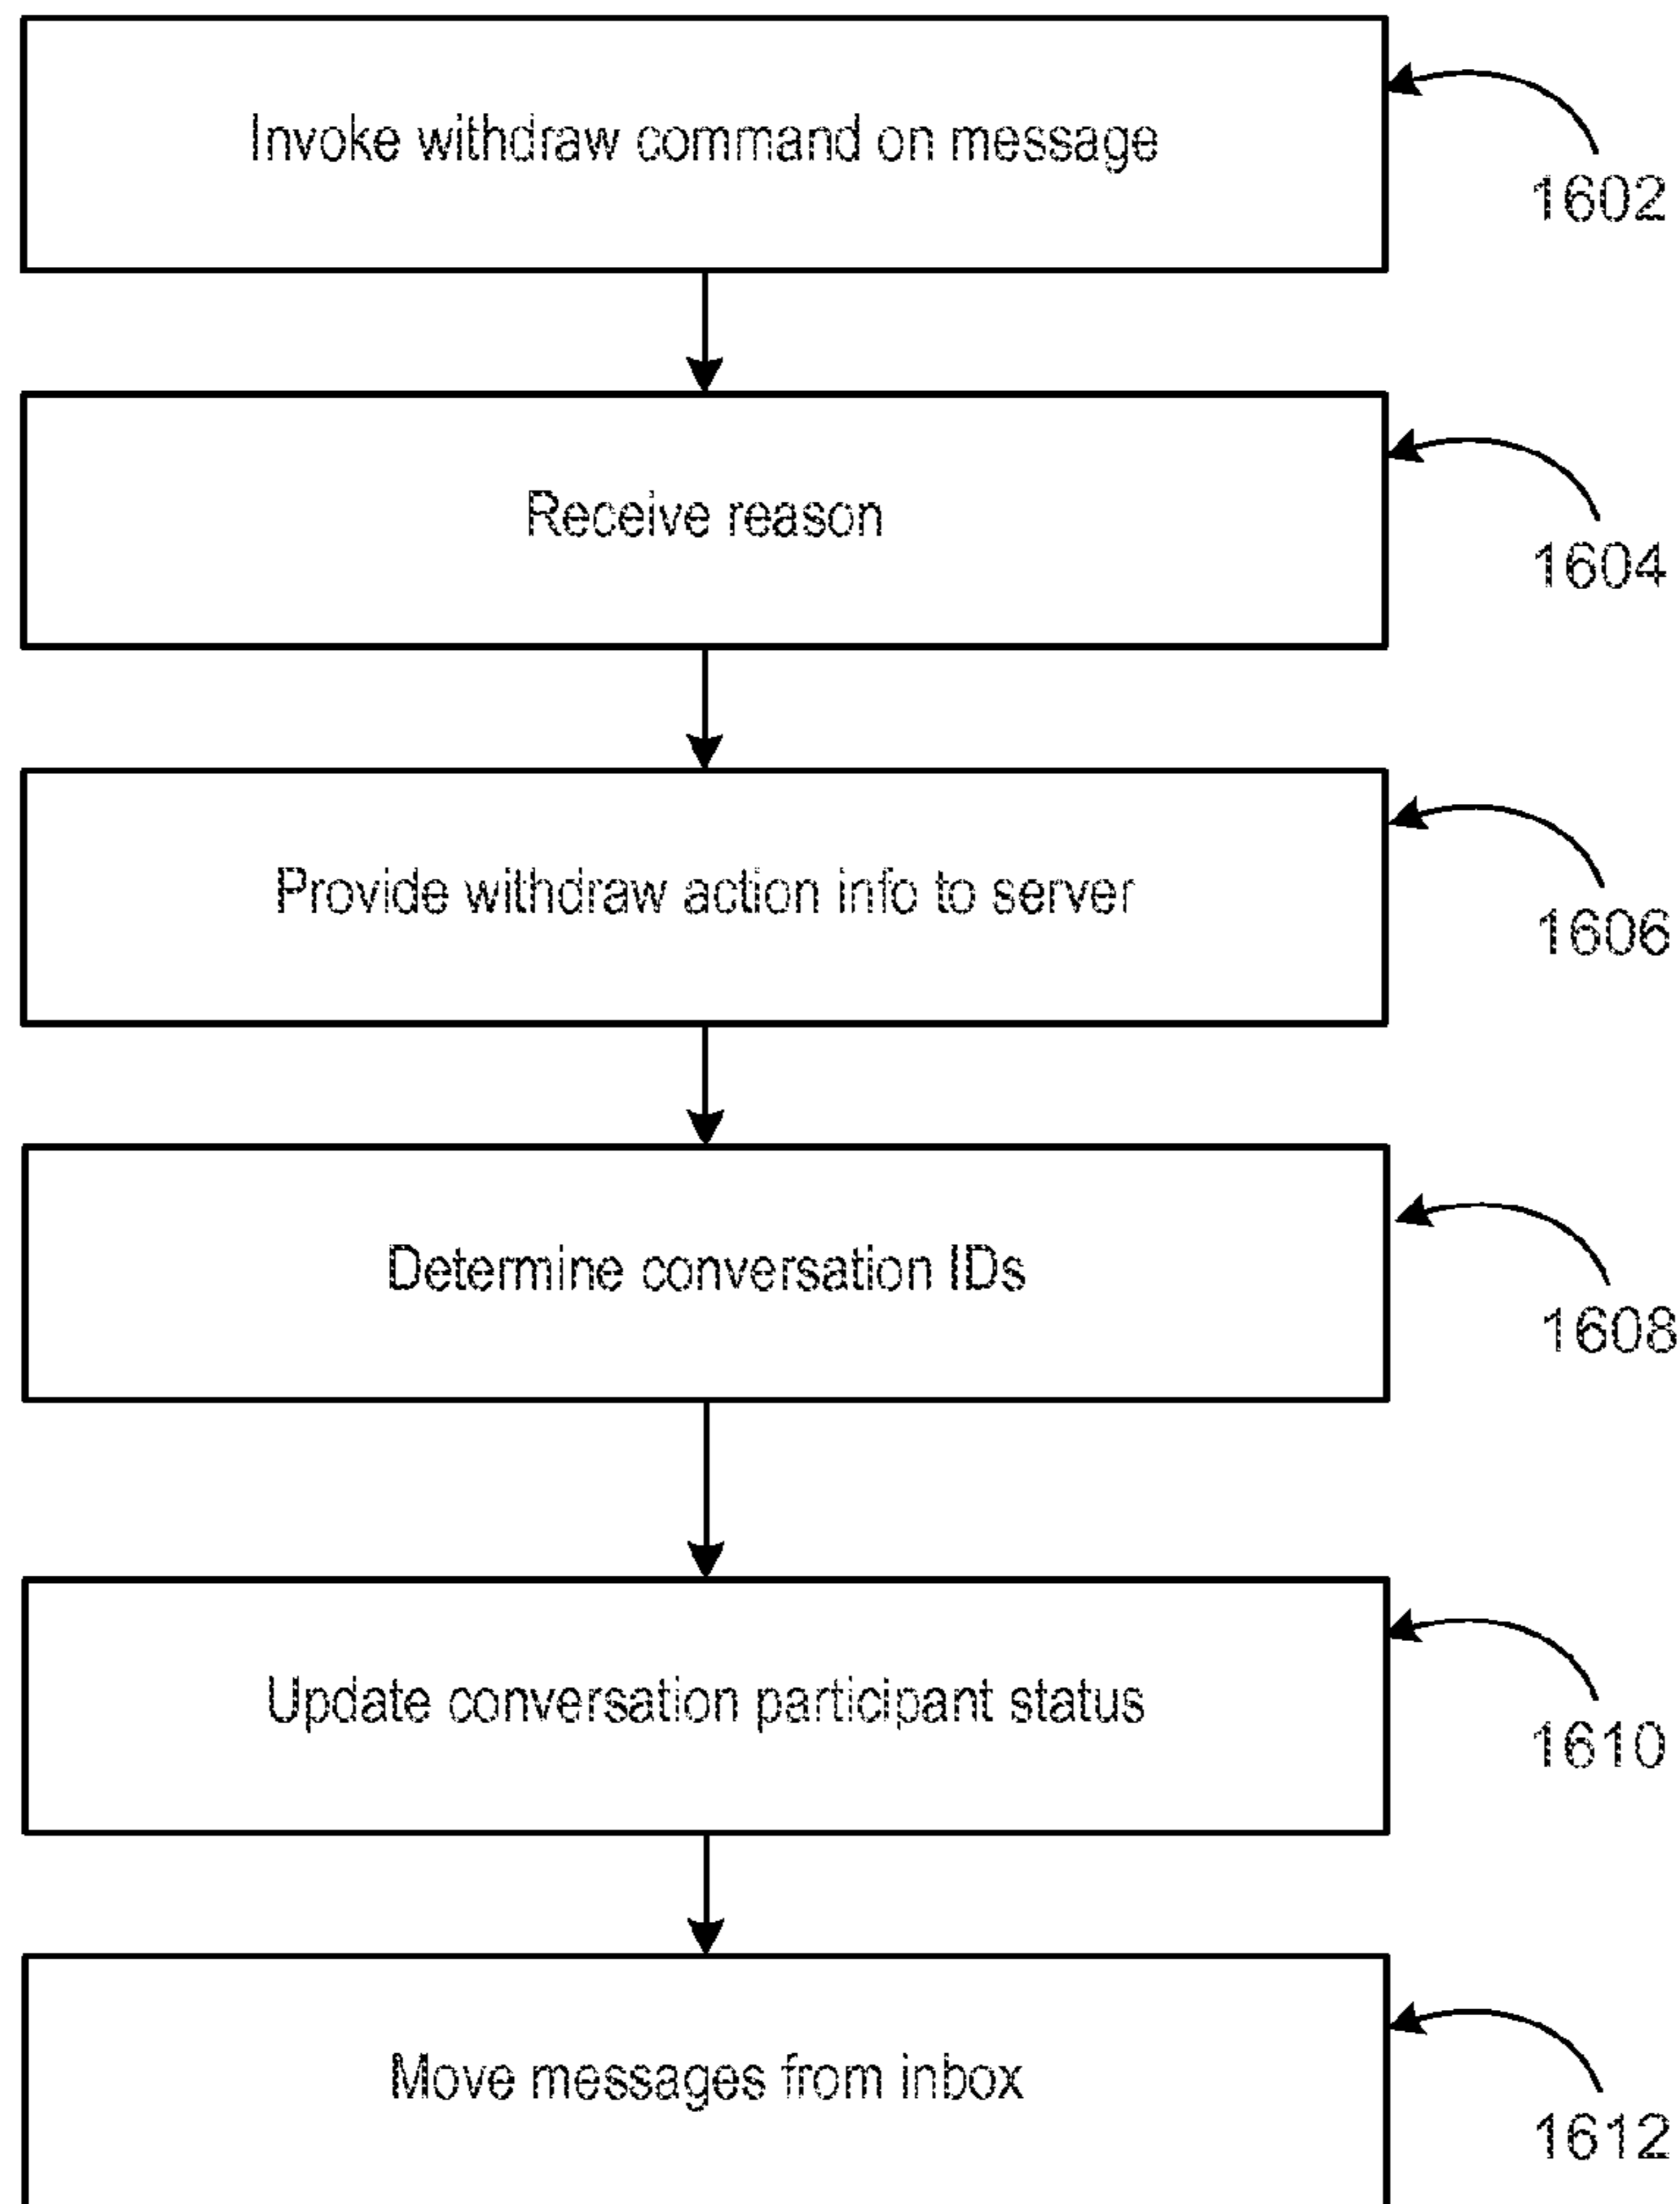 Invoke withdraw command on message
1602
Receive reason
1604
Provide withdraw action info to server
1606
Determine conversation IDs
1608
Update conversation participant status
1610
Move messages from inbox
1612